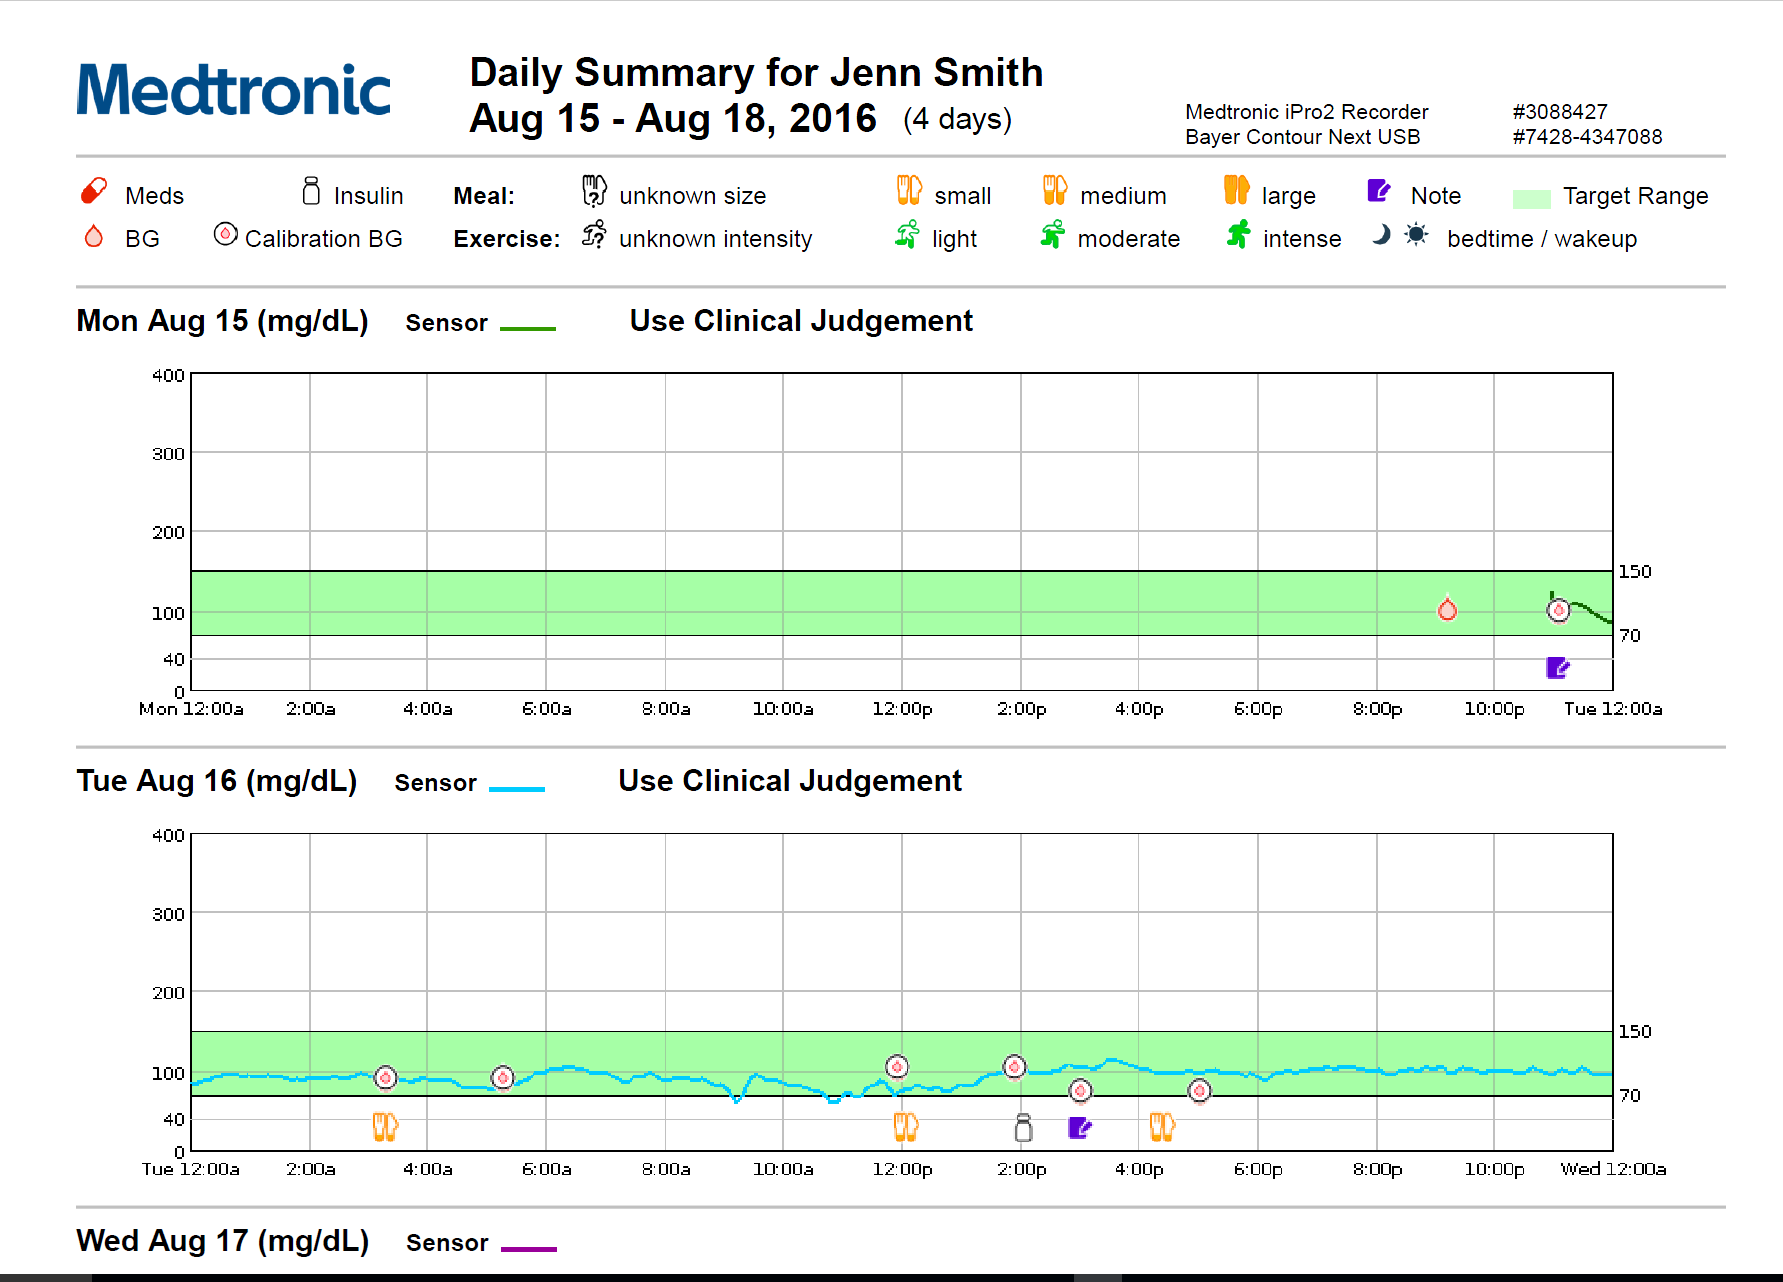 Medtronic
Daily Summary for Jenn Smith
Aug 15 - Aug 18, 2016 (4 days)
Medtronic iPro2 Recorder #3088427
Bayer Contour Next USB #7428-4347088
Meds Insulin Meal: unknown size small medium large Note Target Range
BG Calibration BG Exercise: unknown intensity light moderate intense bedtime / wakeup
Mon Aug 15 (mg/dL) Sensor Use Clinical Judgement
400
300
200
150
100
70
40
0
Mon 12:00a 2:00a 4:00a 6:00a 8:00a 10:00a 12:00p 2:00p 4:00p 6:00p 8:00p 10:00p Tue 12:00a
Tue Aug 16 (mg/dL) Sensor Use Clinical Judgement
400
300
200
150
100
70
40
0
Tue 12:00a 2:00a 4:00a 6:00a 8:00a 10:00a 12:00p 2:00p 4:00p 6:00p 8:00p 10:00p Wed 12:00a
Wed Aug 17 (mg/dL) Sensor